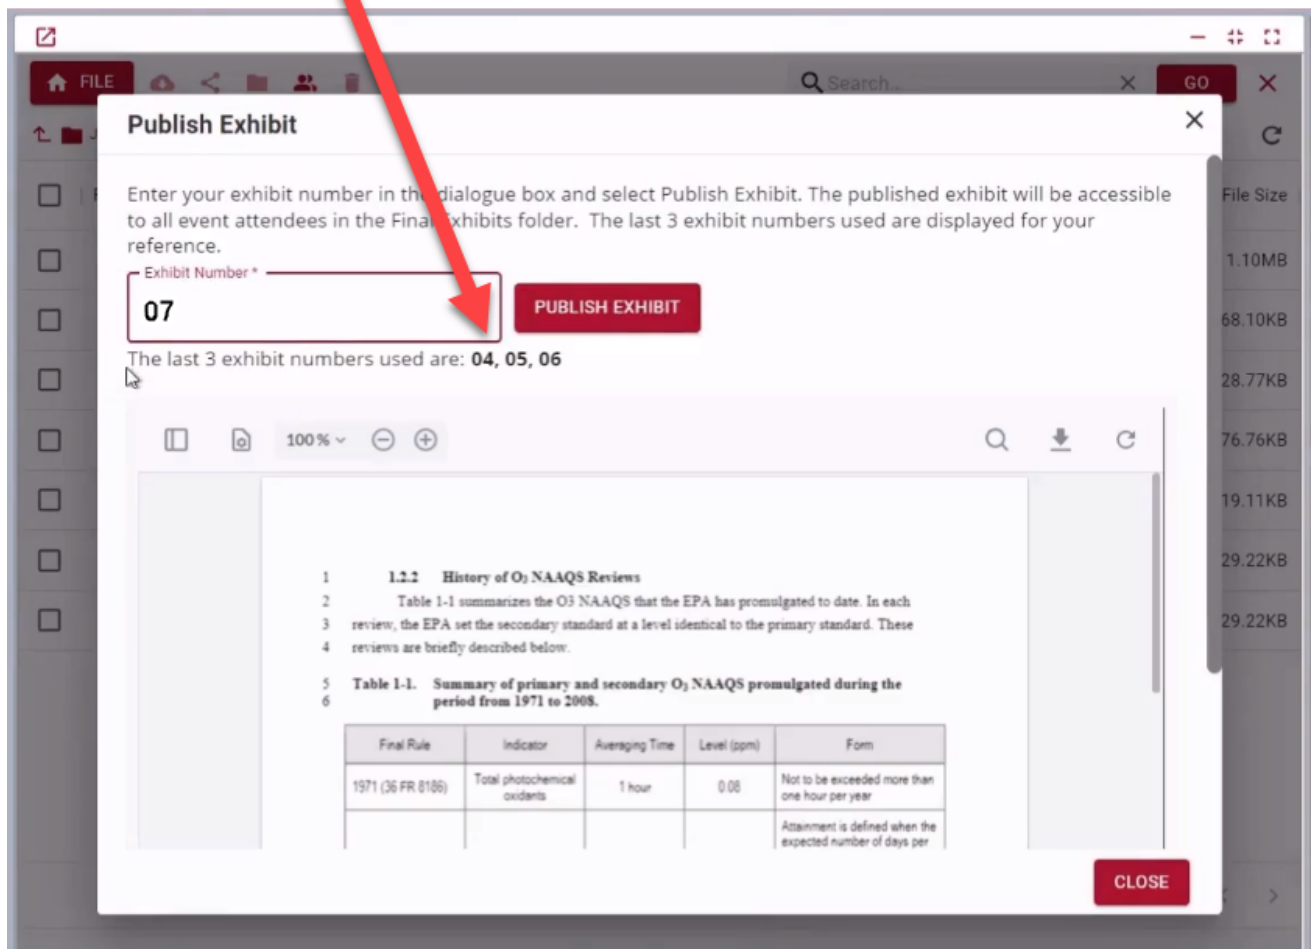 FILE
Search...
GO
Publish Exhibit
Enter your exhibit number in the dialogue box and select Publish Exhibit. The published exhibit will be accessible
to all event attendees in the Final Exhibits folder. The last 3 exhibit numbers used are displayed for your
reference.
File Size
Exhibit Number *
1.10MB
07
PUBLISH EXHIBIT
68.10KB
The last 3 exhibit numbers used are: 04, 05, 06
28.77KB
100%
76.76KB
19.11KB
29.22KB
1 1.2.2 History of O₃ NAAQS Reviews
2 Table 1-1 summarizes the O3 NAAQS that the EPA has promulgated to date. In each
3 review, the EPA set the secondary standard at a level identical to the primary standard. These
4 reviews are briefly described below.
29.22KB
5 Table 1-1. Summary of primary and secondary O₃ NAAQS promulgated during the
6 period from 1971 to 2008.
Final Rule Indicator Averaging Time Level (ppm) Form
1971 (36 FR 8186) Total photochemical oxidants 1 hour 0.08 Not to be exceeded more than
one hour per year
Attainment is defined when the
expected number of days per
CLOSE